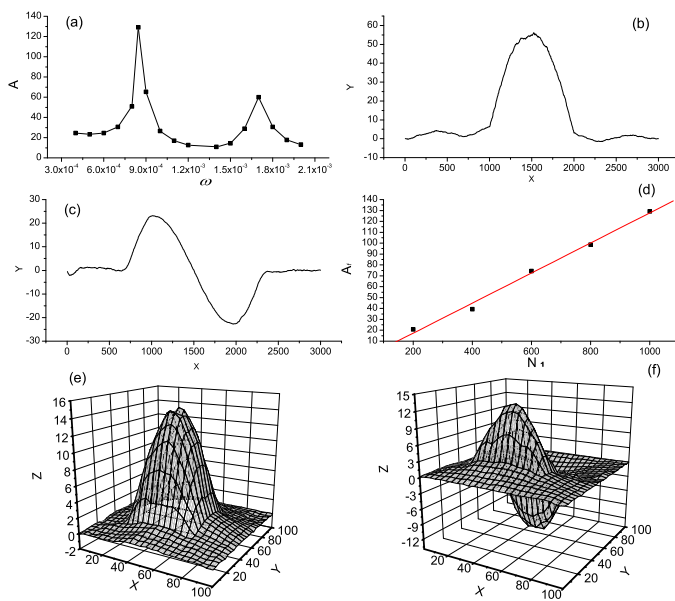 (a)
140
120
100
80
60
40
20
0
A
3.0x10⁻⁴ 6.0x10⁻⁴ 9.0x10⁻⁴ 1.2x10⁻³ 1.5x10⁻³ 1.8x10⁻³ 2.1x10⁻³
ω
(b)
60
50
40
30
20
10
0
-10
Y
0 500 1000 1500 2000 2500 3000
X
(c)
30
20
10
0
-10
-20
-30
Y
0 500 1000 1500 2000 2500 3000
X
(d)
140
130
120
110
100
90
80
70
60
50
40
30
20
10
Ar
200 400 600 800 1000
N1
(e)
16
14
12
10
8
6
4
2
0
-2
Z
20 40 60 80 100
X
20 40 60 80 100
Y
(f)
15
12
9
6
3
0
-3
-6
-9
-12
Z
20 40 60 80 100
X
20 40 60 80 100
Y